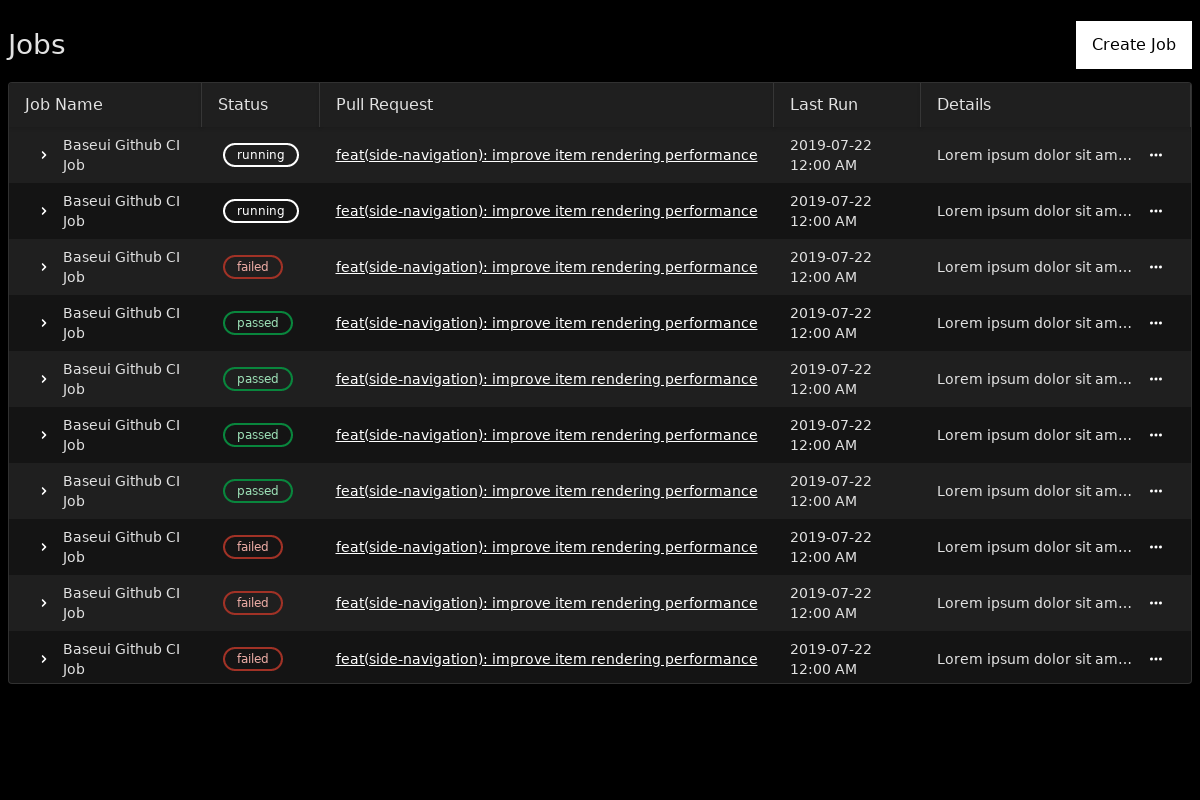 Jobs
Create Job
Job Name Status Pull Request Last Run Details
Baseui Github CI Job running feat(side-navigation): improve item rendering performance 2019-07-22 12:00 AM Lorem ipsum dolor sit am...
Baseui Github CI Job running feat(side-navigation): improve item rendering performance 2019-07-22 12:00 AM Lorem ipsum dolor sit am...
Baseui Github CI Job failed feat(side-navigation): improve item rendering performance 2019-07-22 12:00 AM Lorem ipsum dolor sit am...
Baseui Github CI Job passed feat(side-navigation): improve item rendering performance 2019-07-22 12:00 AM Lorem ipsum dolor sit am...
Baseui Github CI Job passed feat(side-navigation): improve item rendering performance 2019-07-22 12:00 AM Lorem ipsum dolor sit am...
Baseui Github CI Job passed feat(side-navigation): improve item rendering performance 2019-07-22 12:00 AM Lorem ipsum dolor sit am...
Baseui Github CI Job passed feat(side-navigation): improve item rendering performance 2019-07-22 12:00 AM Lorem ipsum dolor sit am...
Baseui Github CI Job failed feat(side-navigation): improve item rendering performance 2019-07-22 12:00 AM Lorem ipsum dolor sit am...
Baseui Github CI Job failed feat(side-navigation): improve item rendering performance 2019-07-22 12:00 AM Lorem ipsum dolor sit am...
Baseui Github CI Job failed feat(side-navigation): improve item rendering performance 2019-07-22 12:00 AM Lorem ipsum dolor sit am...